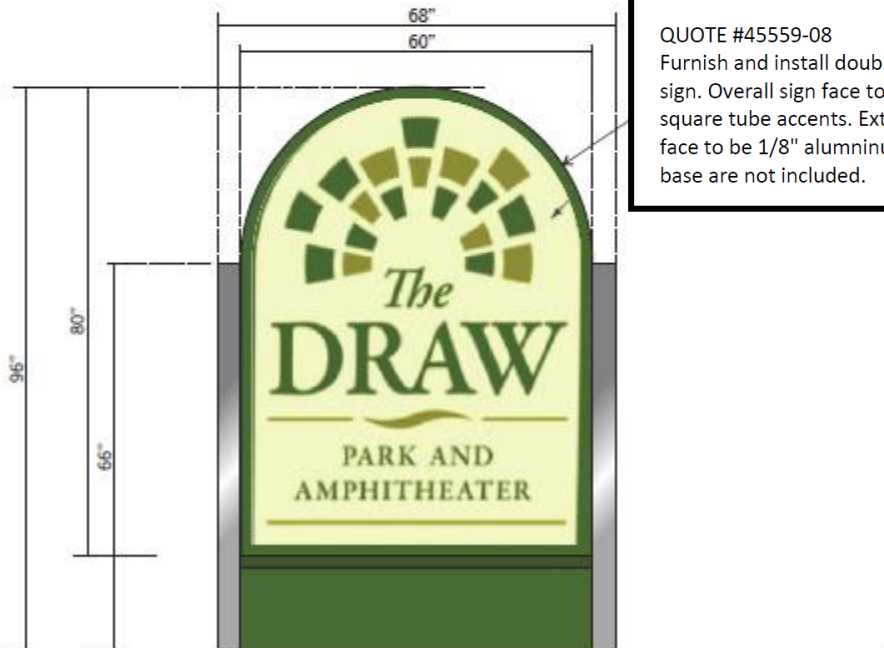 68"
60"
QUOTE #45559-08
Furnish and install doub
sign. Overall sign face to
square tube accents. Ext
face to be 1/8" alumninu
base are not included.
96"
80"
66"
The
DRAW
PARK AND
AMPHITHEATER